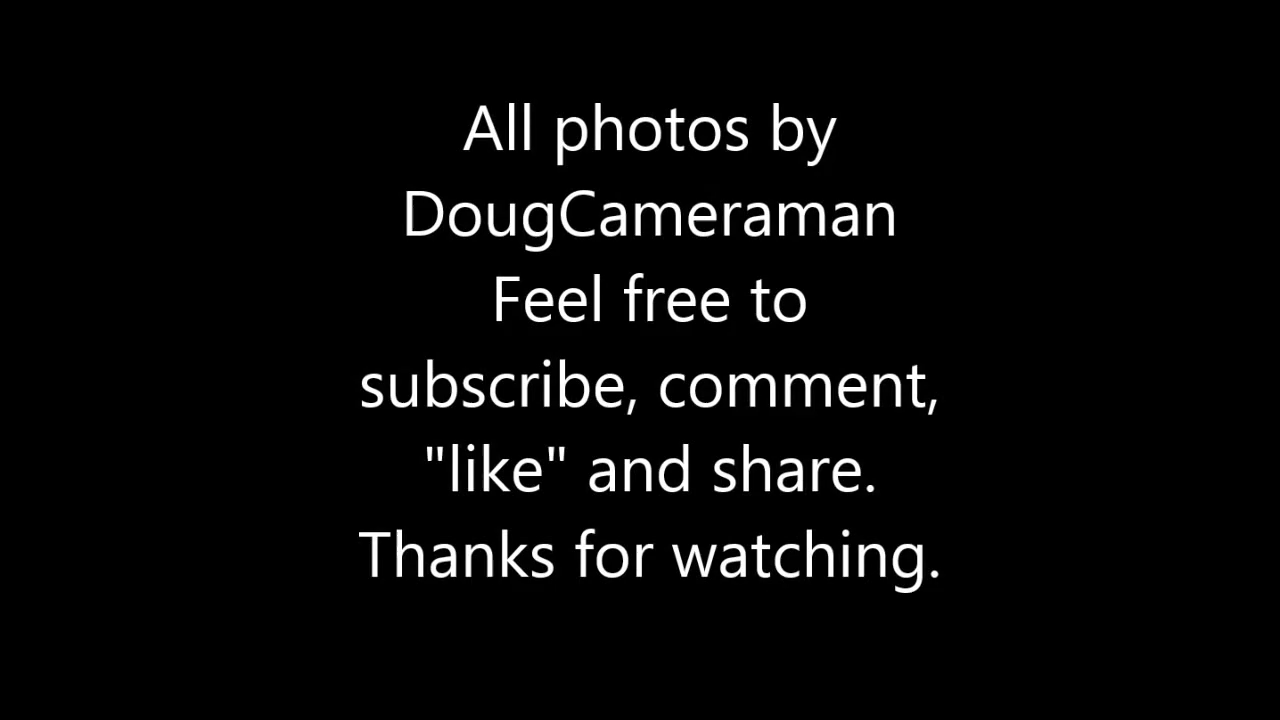 All photos by
DougCameraman
Feel free to
subscribe, comment,
"like" and share.
Thanks for watching.